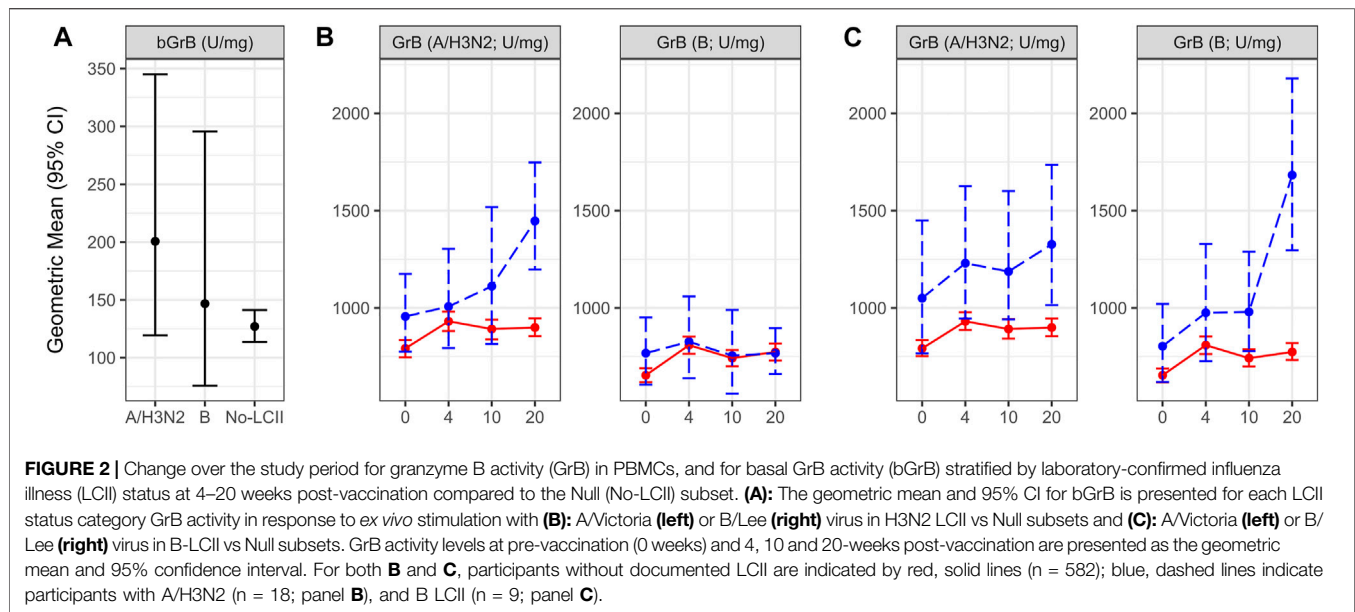 A
bGrB (U/mg)
Geometric Mean (95% CI)
350
300
250
200
150
100
A/H3N2 B No-LCII
B
GrB (A/H3N2; U/mg)
2000
1500
1000
0 4 10 20
GrB (B; U/mg)
2000
1500
1000
0 4 10 20
C
GrB (A/H3N2; U/mg)
2000
1500
1000
0 4 10 20
GrB (B; U/mg)
2000
1500
1000
0 4 10 20
FIGURE 2 | Change over the study period for granzyme B activity (GrB) in PBMCs, and for basal GrB activity (bGrB) stratified by laboratory-confirmed influenza
illness (LCII) status at 4–20 weeks post-vaccination compared to the Null (No-LCII) subset. (A): The geometric mean and 95% CI for bGrB is presented for each LCII
status category GrB activity in response to ex vivo stimulation with (B): A/Victoria (left) or B/Lee (right) virus in H3N2 LCII vs Null subsets and (C): A/Victoria (left) or B/
Lee (right) virus in B-LCII vs Null subsets. GrB activity levels at pre-vaccination (0 weeks) and 4, 10 and 20-weeks post-vaccination are presented as the geometric
mean and 95% confidence interval. For both B and C, participants without documented LCII are indicated by red, solid lines (n = 582); blue, dashed lines indicate
participants with A/H3N2 (n = 18; panel B), and B LCII (n = 9; panel C).